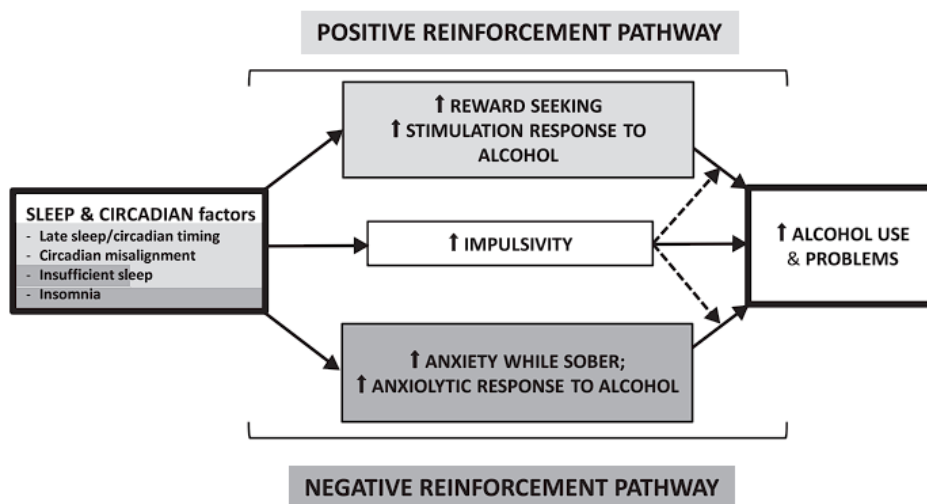 POSITIVE REINFORCEMENT PATHWAY
⬆ REWARD SEEKING
⬆ STIMULATION RESPONSE TO
ALCOHOL
SLEEP & CIRCADIAN factors
- Late sleep/circadian timing
- Circadian misalignment
- Insufficient sleep
- Insomnia
⬆ IMPULSIVITY
⬆ ALCOHOL USE
& PROBLEMS
⬆ ANXIETY WHILE SOBER;
⬆ ANXIOLYTIC RESPONSE TO ALCOHOL
NEGATIVE REINFORCEMENT PATHWAY